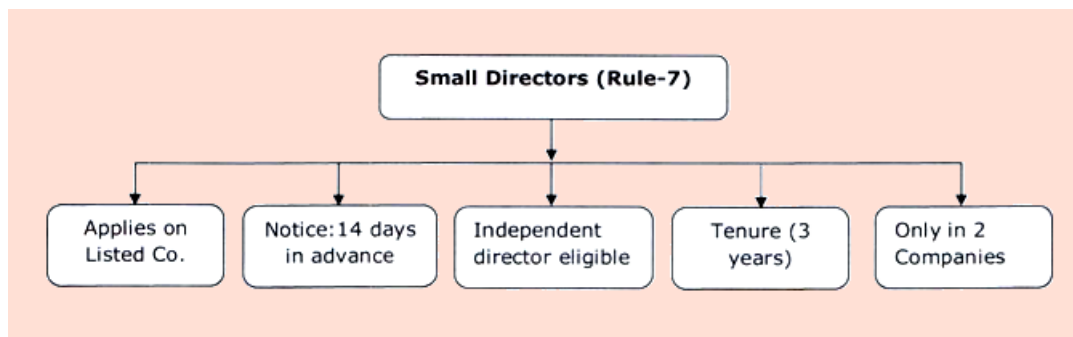 Small Directors (Rule-7)
Applies on
Listed Co.
Notice:14 days
in advance
Independent
director eligible
Tenure (3
years)
Only in 2
Companies